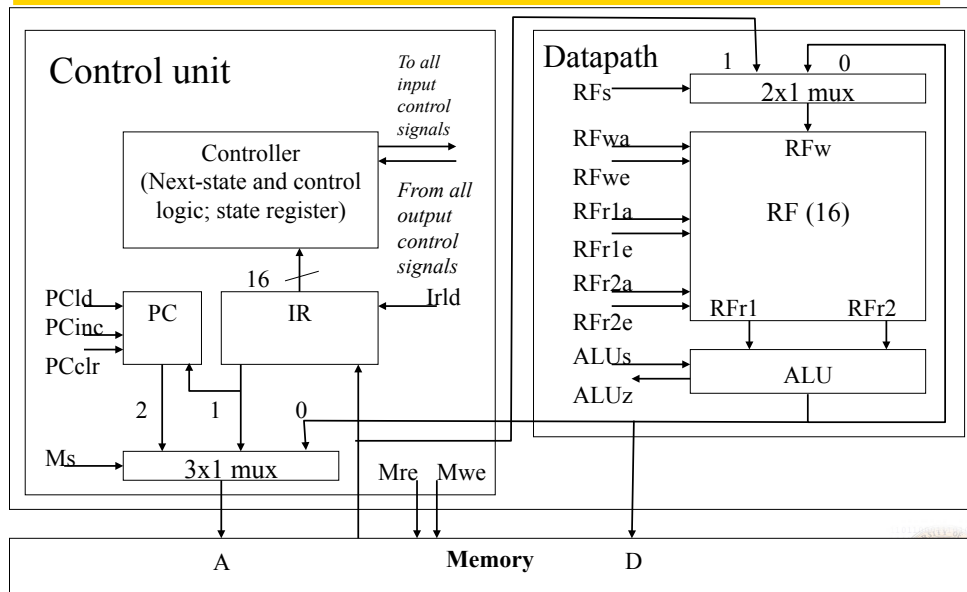 Control unit
To all
input
control
signals
Controller
(Next-state and control
logic; state register)
From all
output
control
signals
16
PCld
PCinc
PCclr
PC
IR
Irld
2
1
0
Ms
3x1 mux
Mre
Mwe
Datapath
1
0
RFs
2x1 mux
RFwa
RFwe
RFr1a
RFr1e
RFr2a
RFr2e
RFw
RF (16)
RFr1
RFr2
ALUs
ALUz
ALU
A
Memory
D